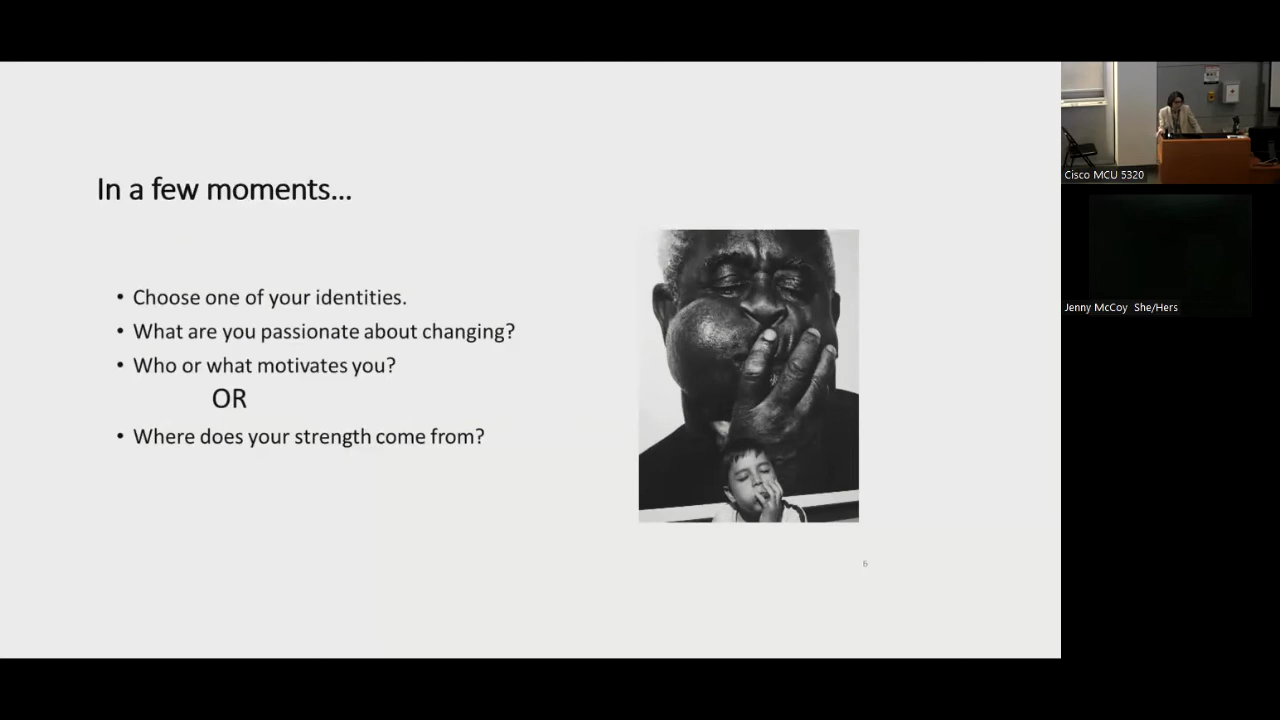 In a few moments...
• Choose one of your identities.
• What are you passionate about changing?
• Who or what motivates you?
OR
• Where does your strength come from?
6
Cisco MCU 5320
Jenny McCoy She/Hers